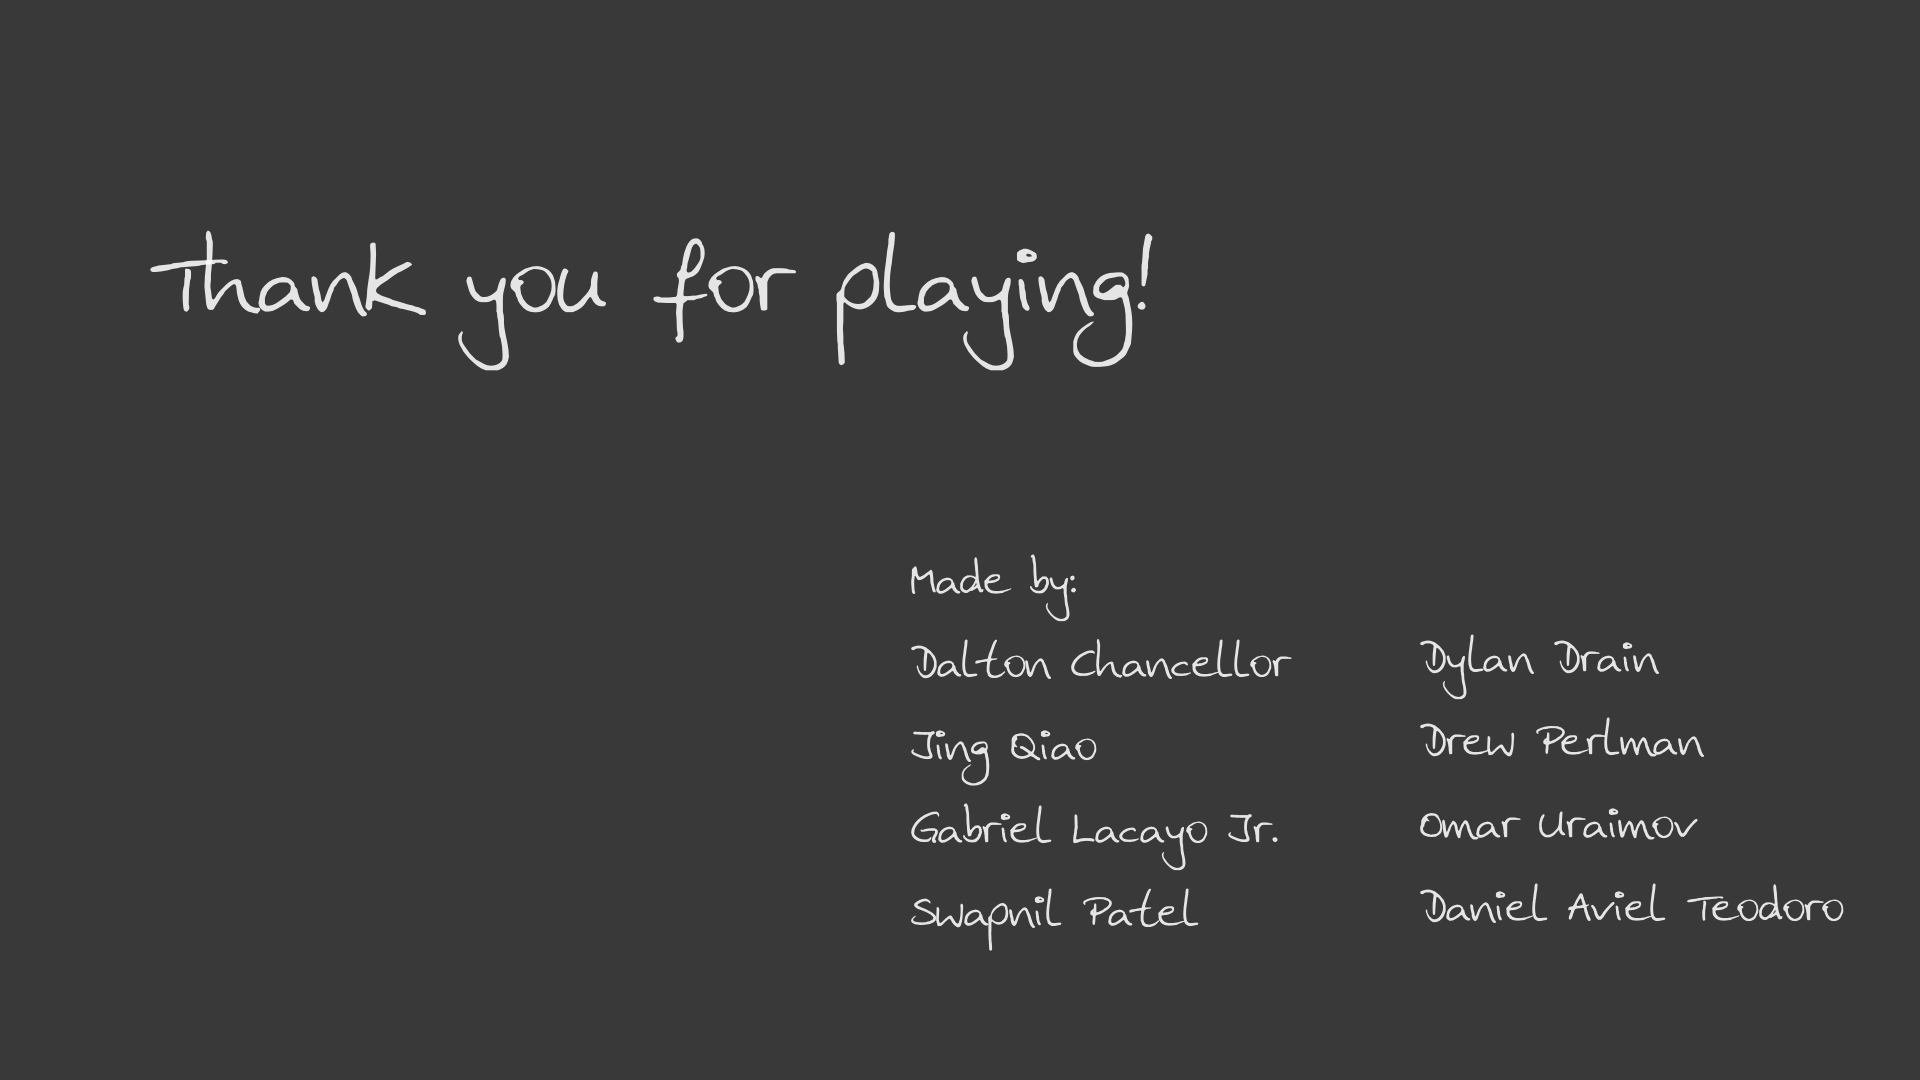 Thank you for playing!
Made by:
Dalton Chancellor
Jing Qiao
Gabriel Lacayo Jr.
Swapnil Patel
Dylan Drain
Drew Perlman
Omar Uraimov
Daniel Aviel Teodoro